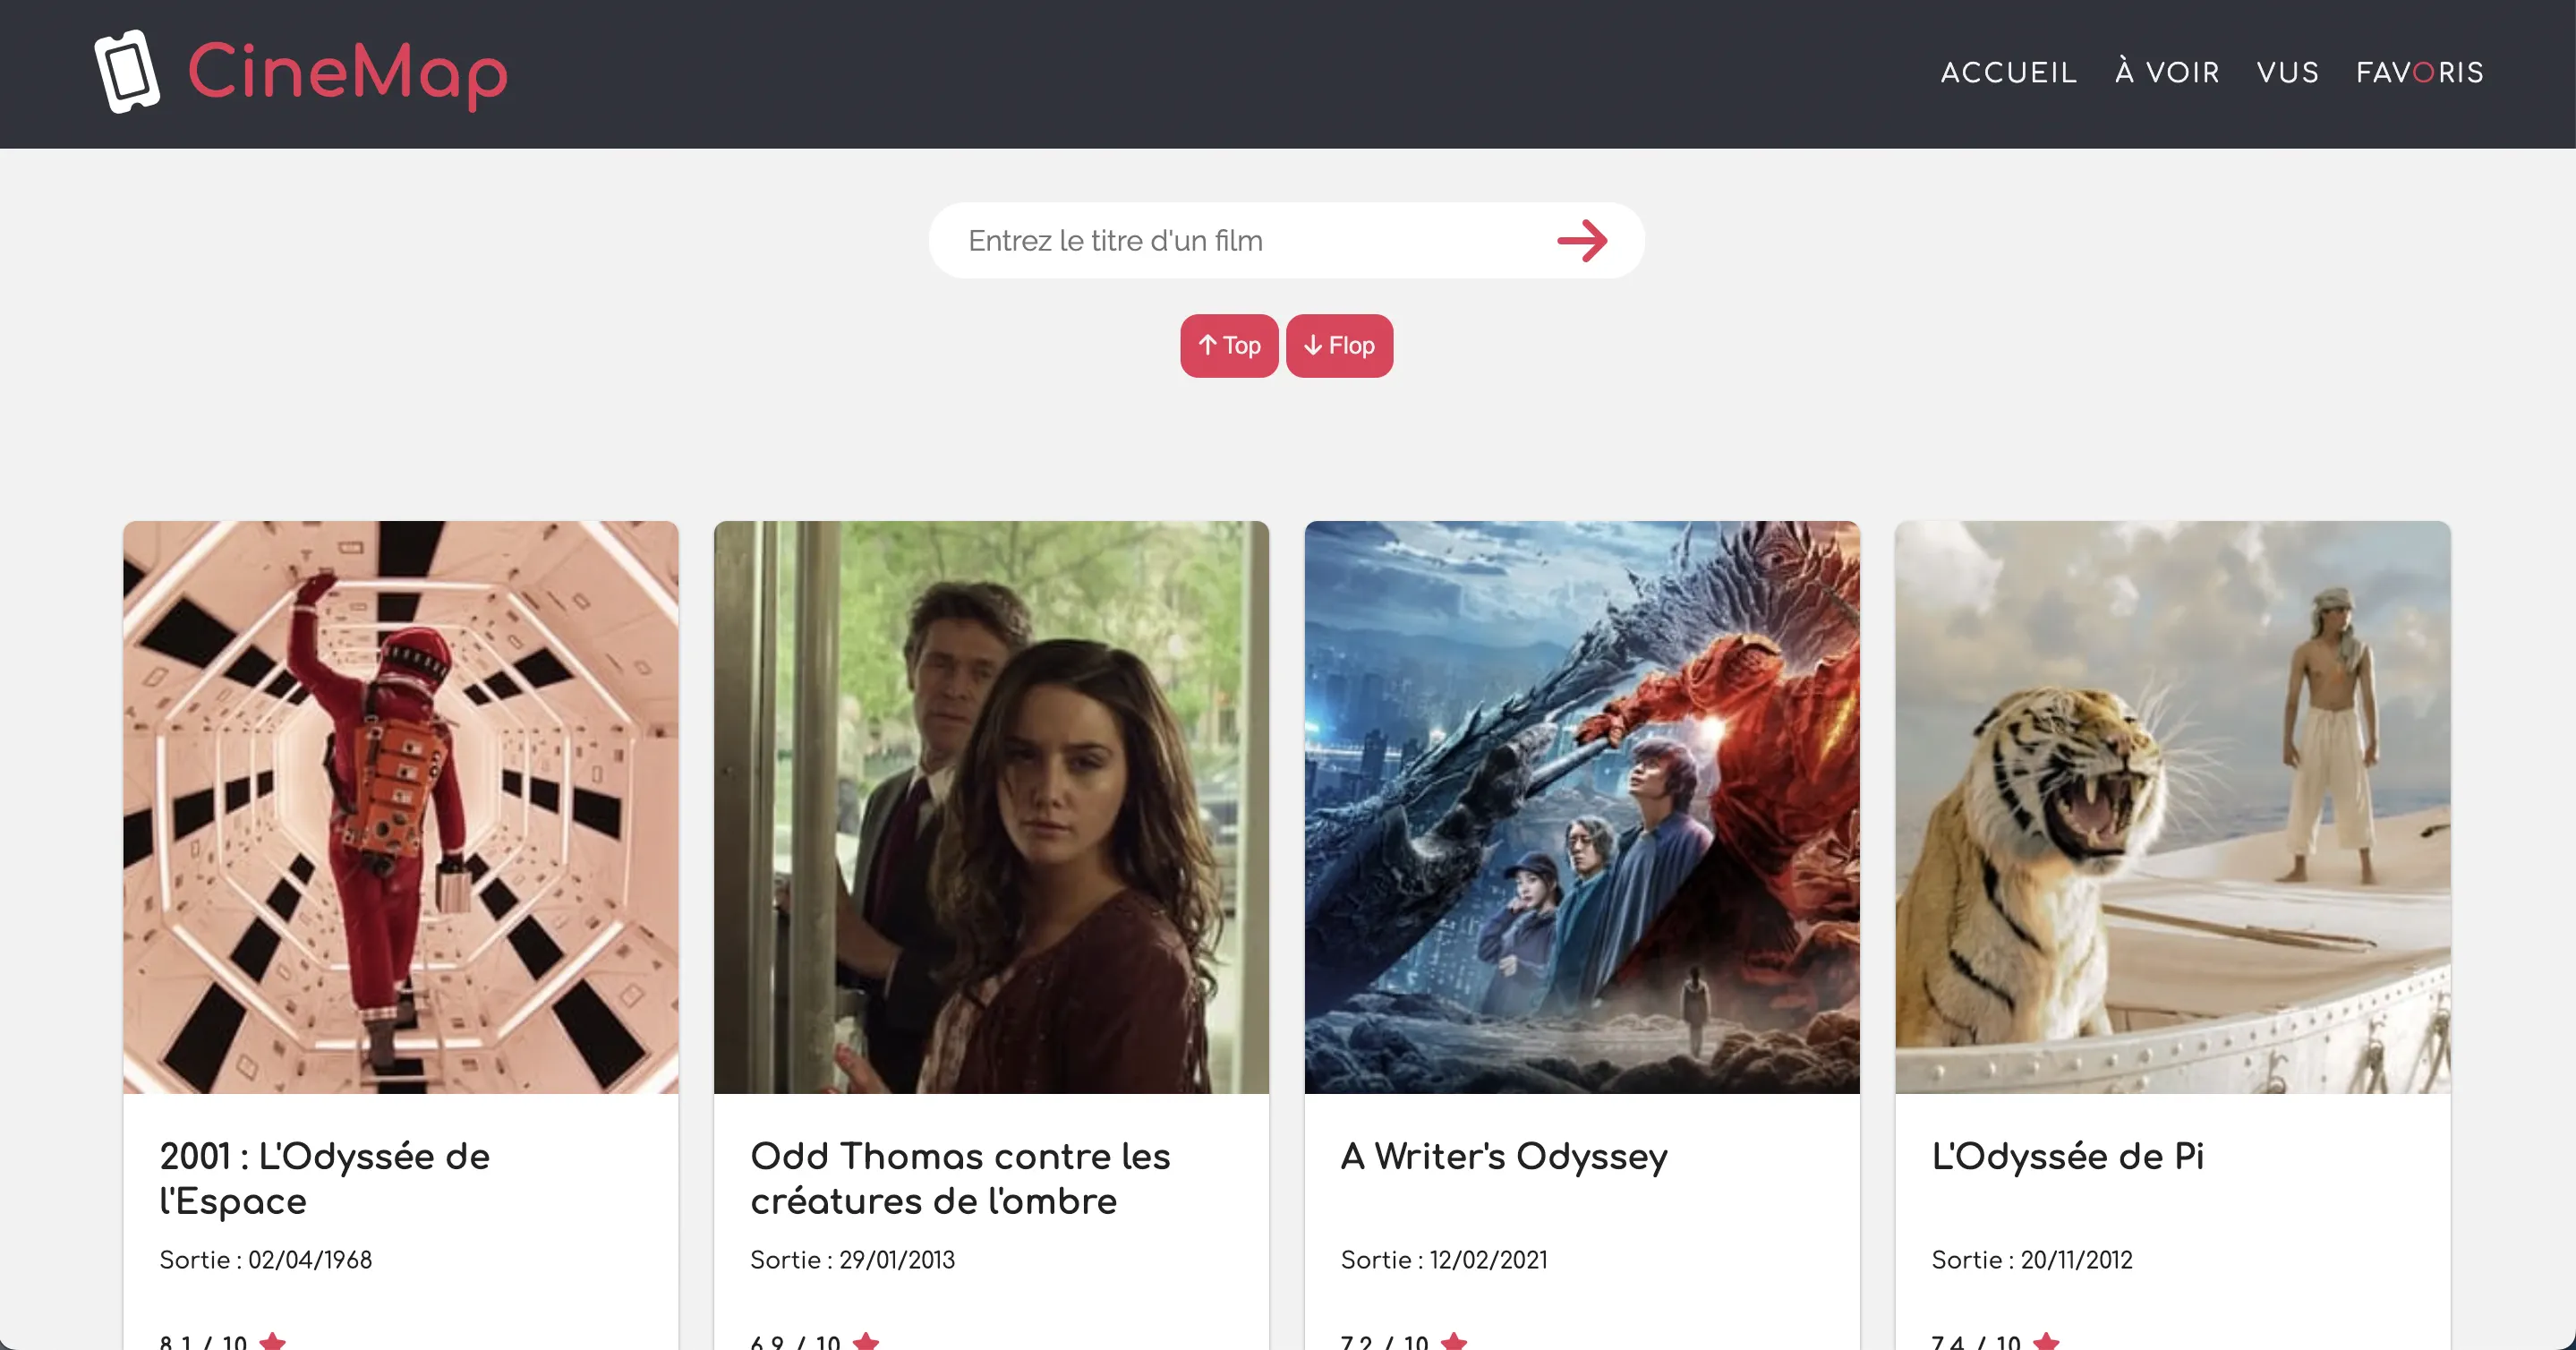 CineMap
ACCUEIL À VOIR VUS FAVORIS
Entrez le titre d'un film
Top Flop
2001 : L'Odyssée de
l'Espace
Sortie : 02/04/1968
8.1 / 10
Odd Thomas contre les
créatures de l'ombre
Sortie : 29/01/2013
6.9 / 10
A Writer's Odyssey
Sortie : 12/02/2021
7.2 / 10
L'Odyssée de Pi
Sortie : 20/11/2012
7.4 / 10